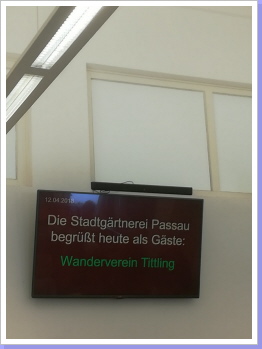 Die Stadtgärtnerei Passau
begrüßt heute als Gäste:
Wanderverein Tittling